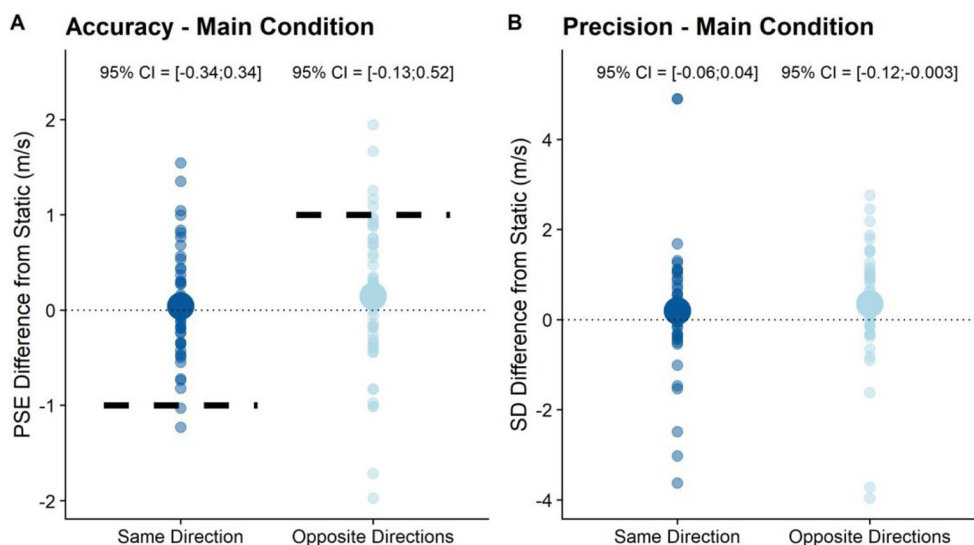 A Accuracy - Main Condition
95% CI = [-0.34;0.34] 95% CI = [-0.13;0.52]
PSE Difference from Static (m/s)
2
1
0
-1
-2
Same Direction Opposite Directions
B Precision - Main Condition
95% CI = [-0.06;0.04] 95% CI = [-0.12;-0.003]
SD Difference from Static (m/s)
4
2
0
-2
-4
Same Direction Opposite Directions